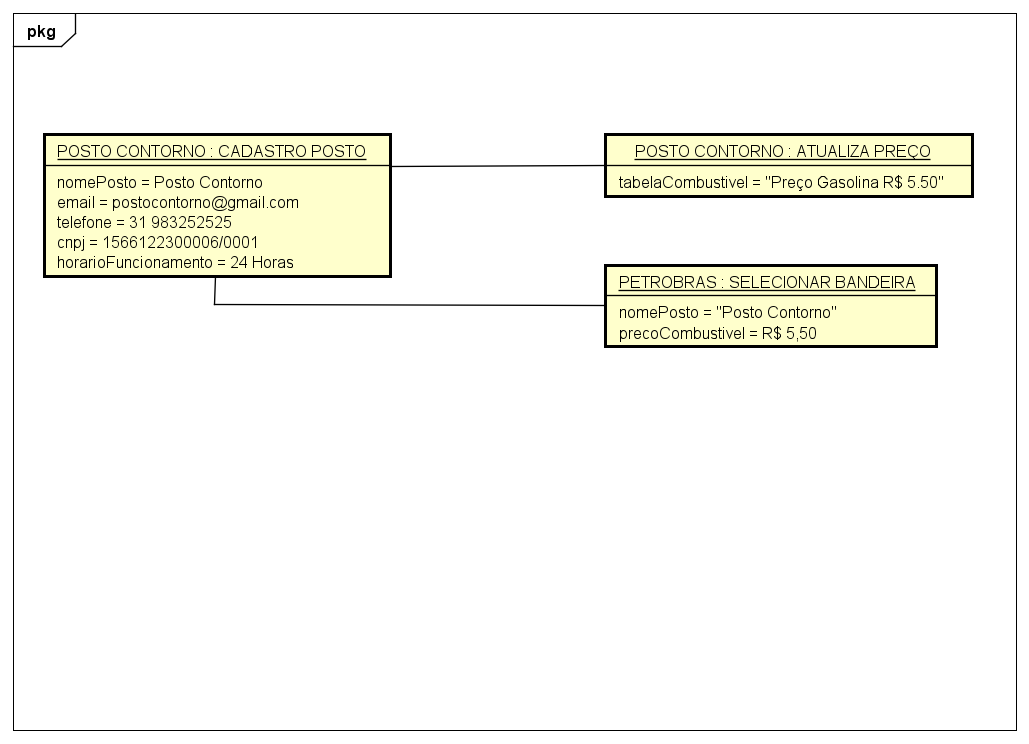 pkg
POSTO CONTORNO : CADASTRO POSTO
nomePosto = Posto Contorno
email = postocontorno@gmail.com
telefone = 31 983252525
cnpj = 1566122300006/0001
horarioFuncionamento = 24 Horas
POSTO CONTORNO : ATUALIZA PREÇO
tabelaCombustivel = "Preço Gasolina R$ 5.50"
PETROBRAS : SELECIONAR BANDEIRA
nomePosto = "Posto Contorno"
precoCombustivel = R$ 5,50